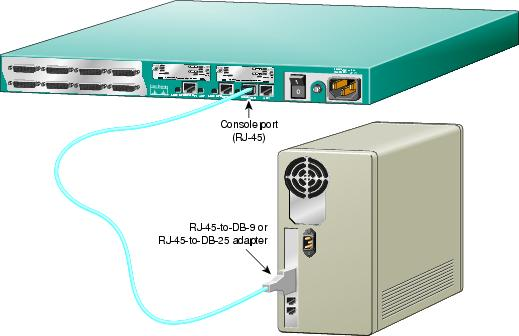 Console port
(RJ-45)
RJ-45-to-DB-9 or
RJ-45-to-DB-25 adapter